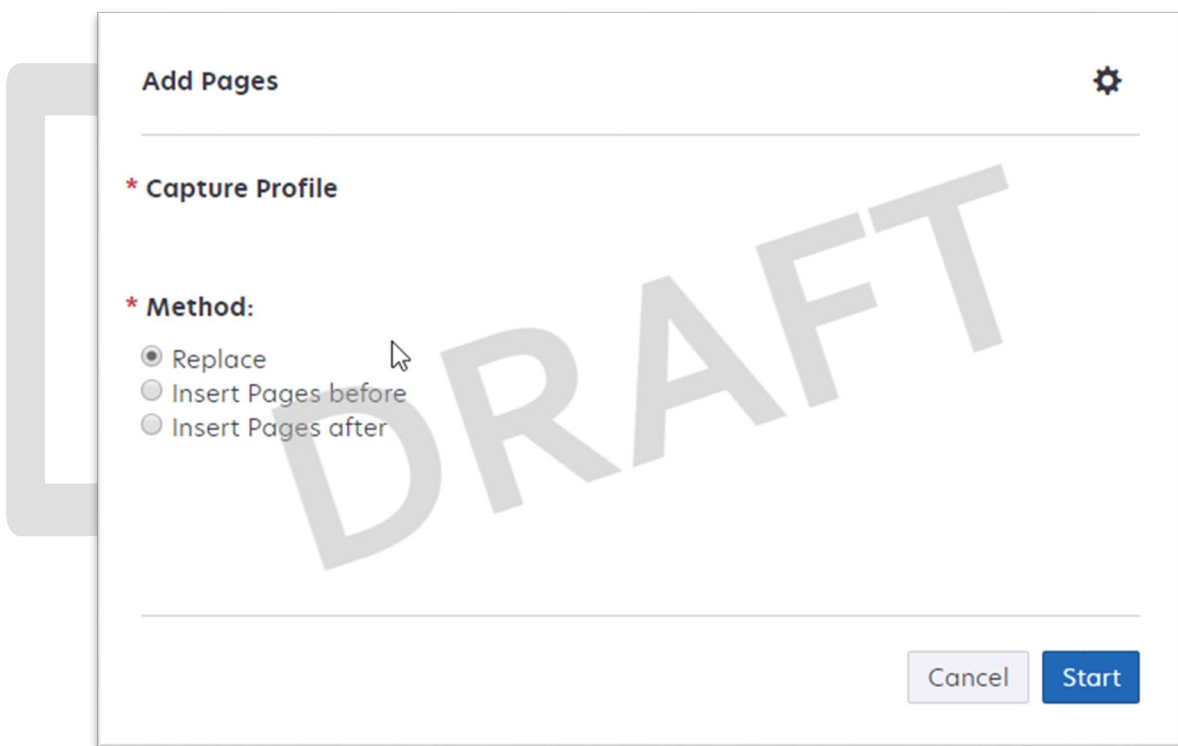 Add Pages
* Capture Profile
* Method:
Replace
Insert Pages before
Insert Pages after
DRAFT
Cancel Start